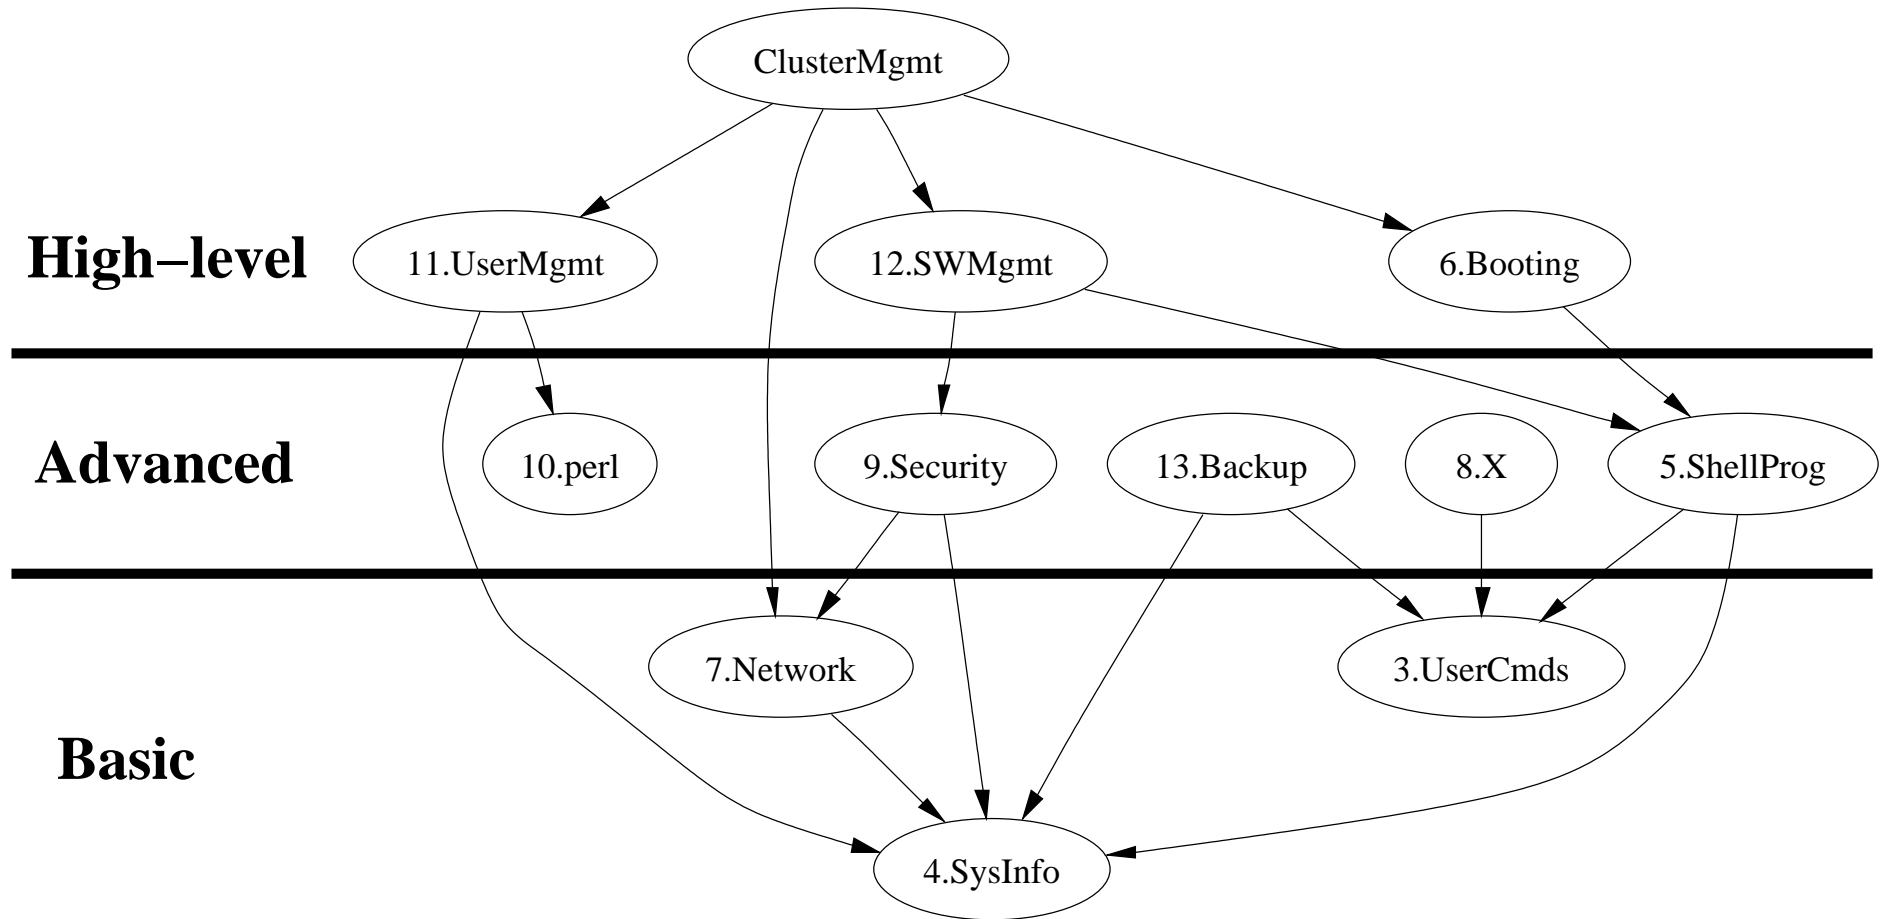 ClusterMgmt
High–level
11.UserMgmt
12.SWMgmt
6.Booting
Advanced
10.perl
9.Security
13.Backup
8.X
5.ShellProg
7.Network
3.UserCmds
Basic
4.SysInfo